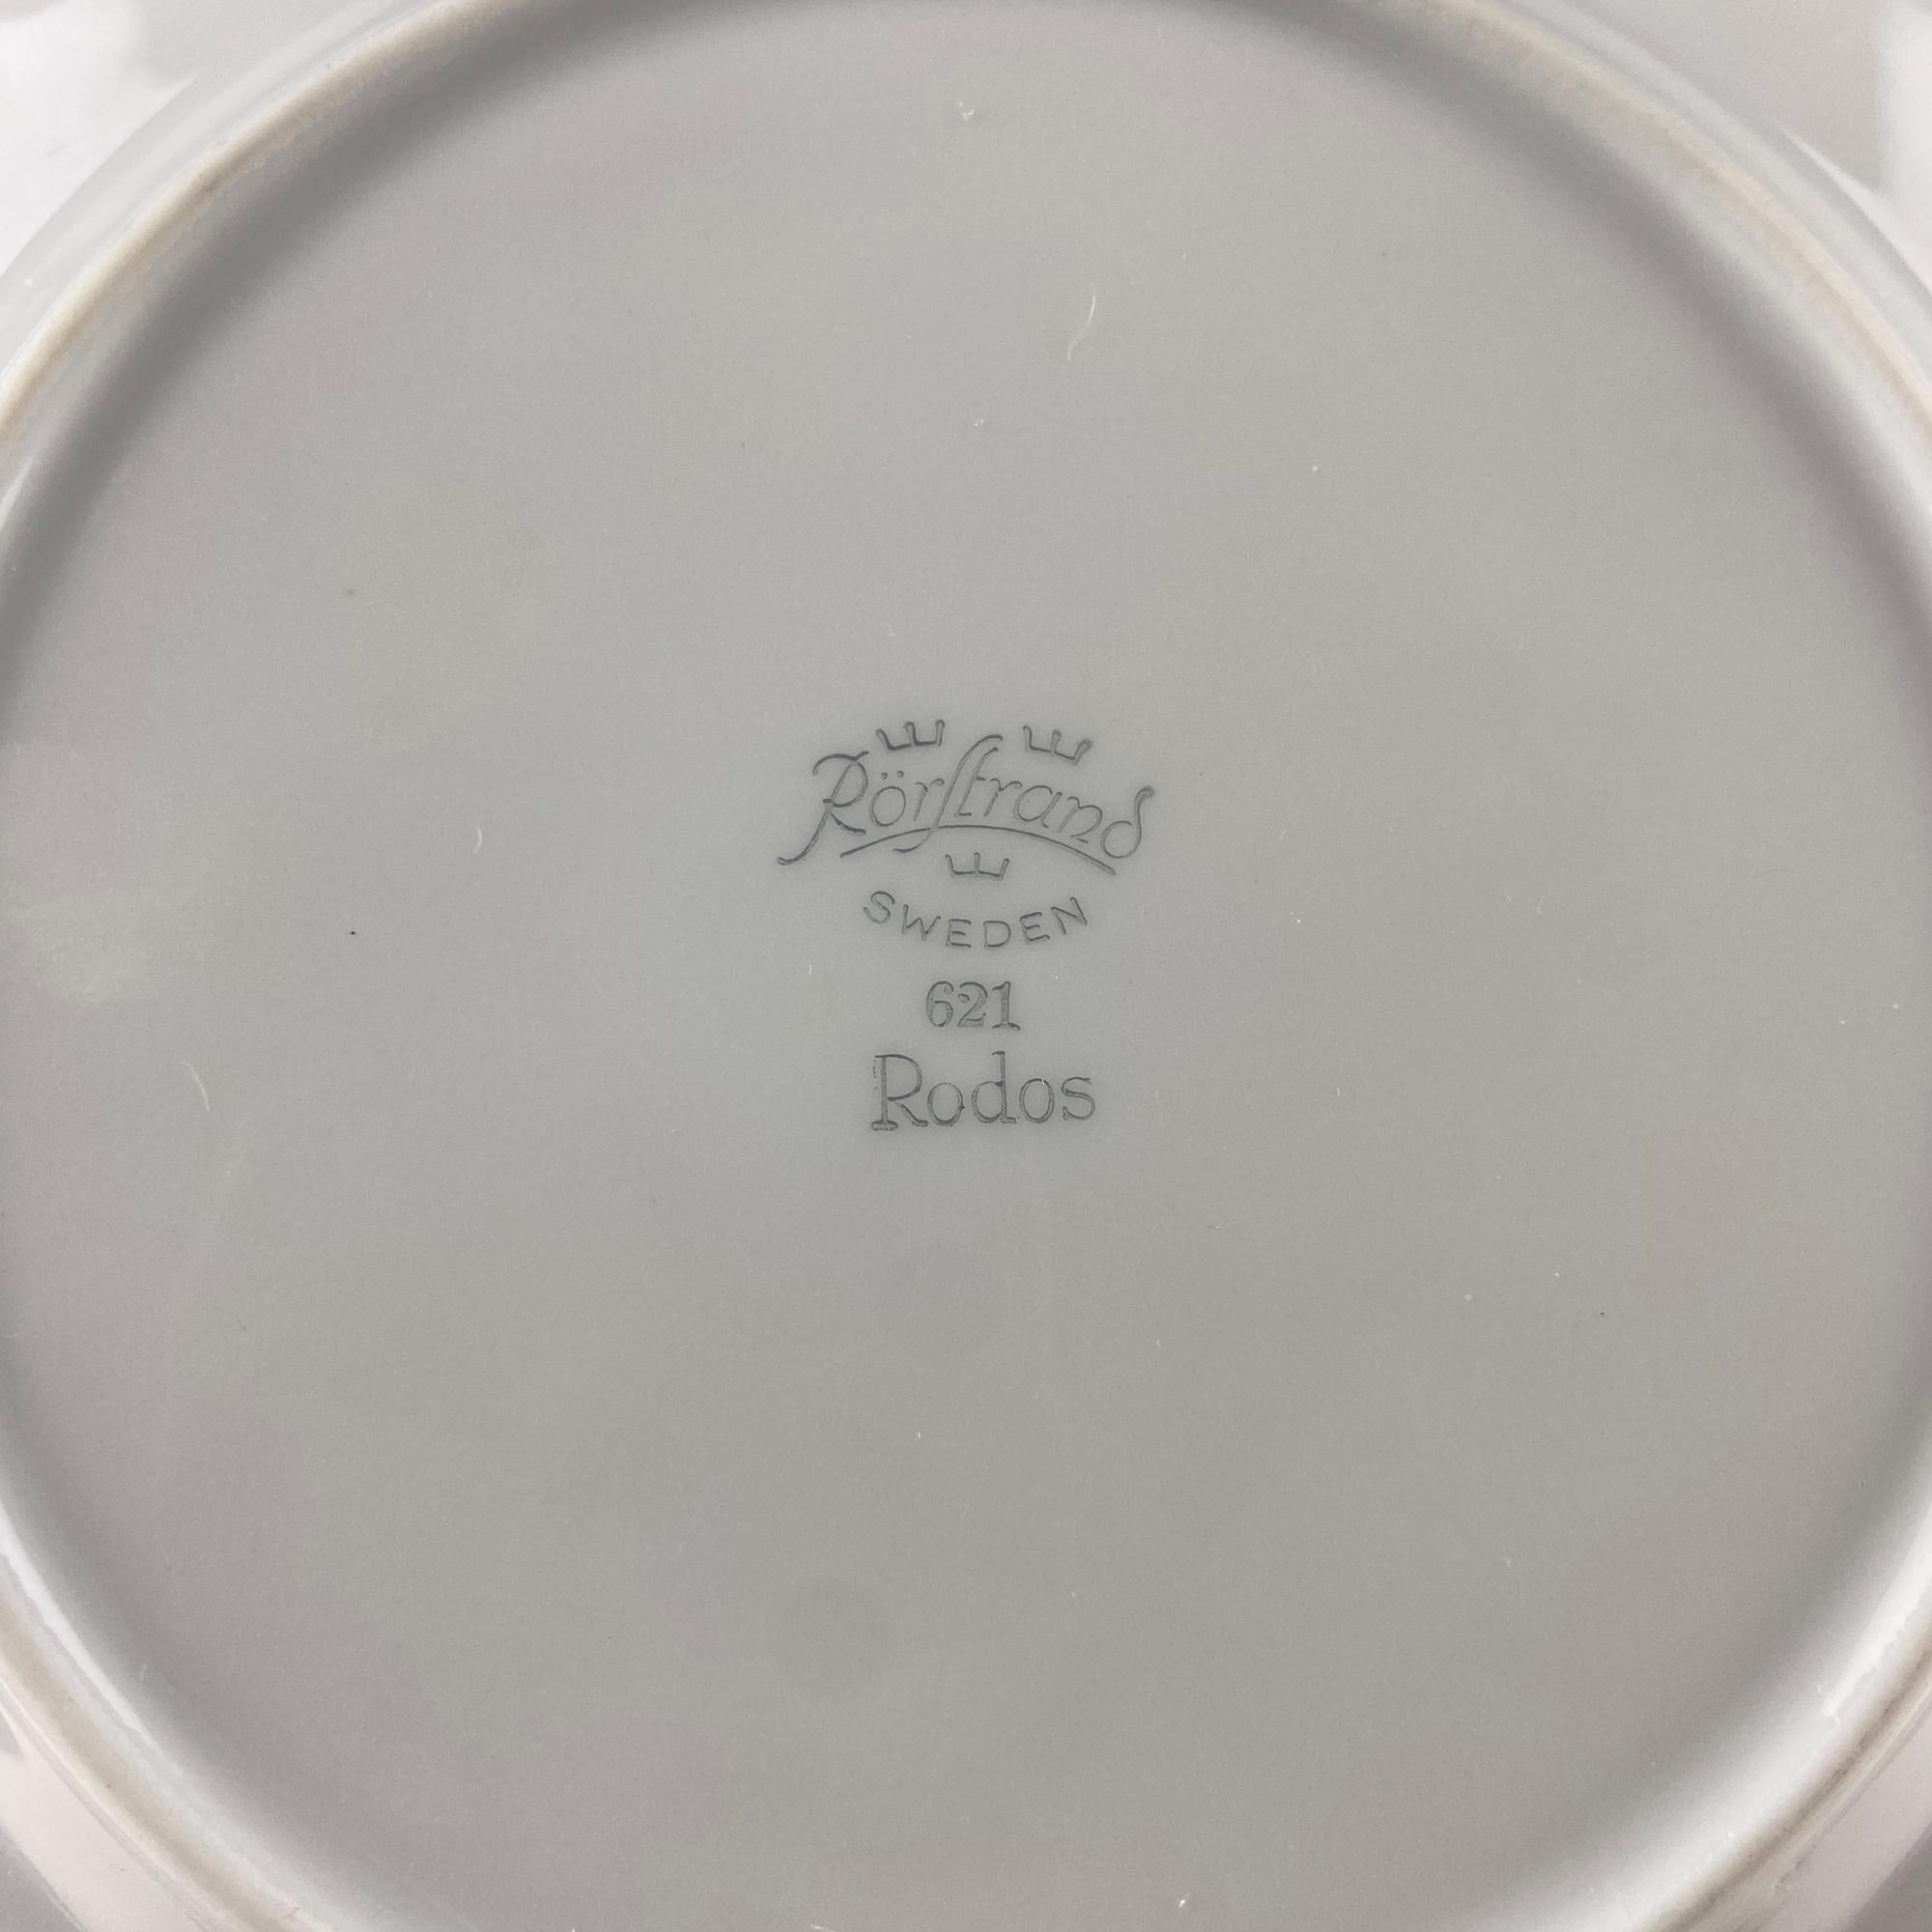 Rörstrand
SWEDEN
621
Rodos